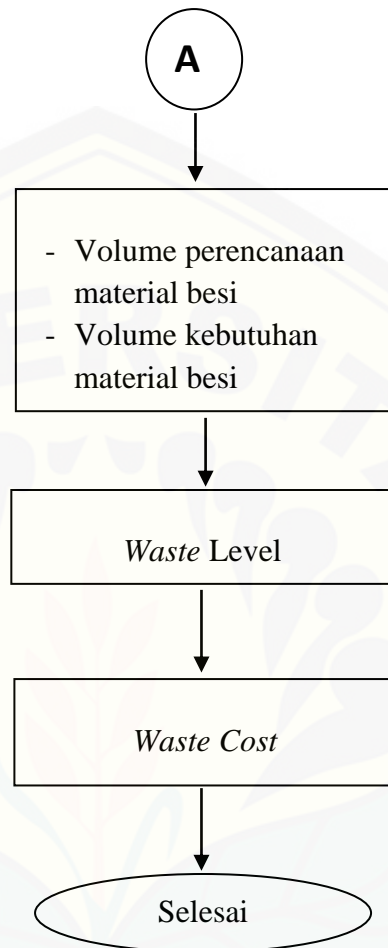 A
- Volume perencanaan
material besi
- Volume kebutuhan
material besi
Waste Level
Waste Cost
Selesai